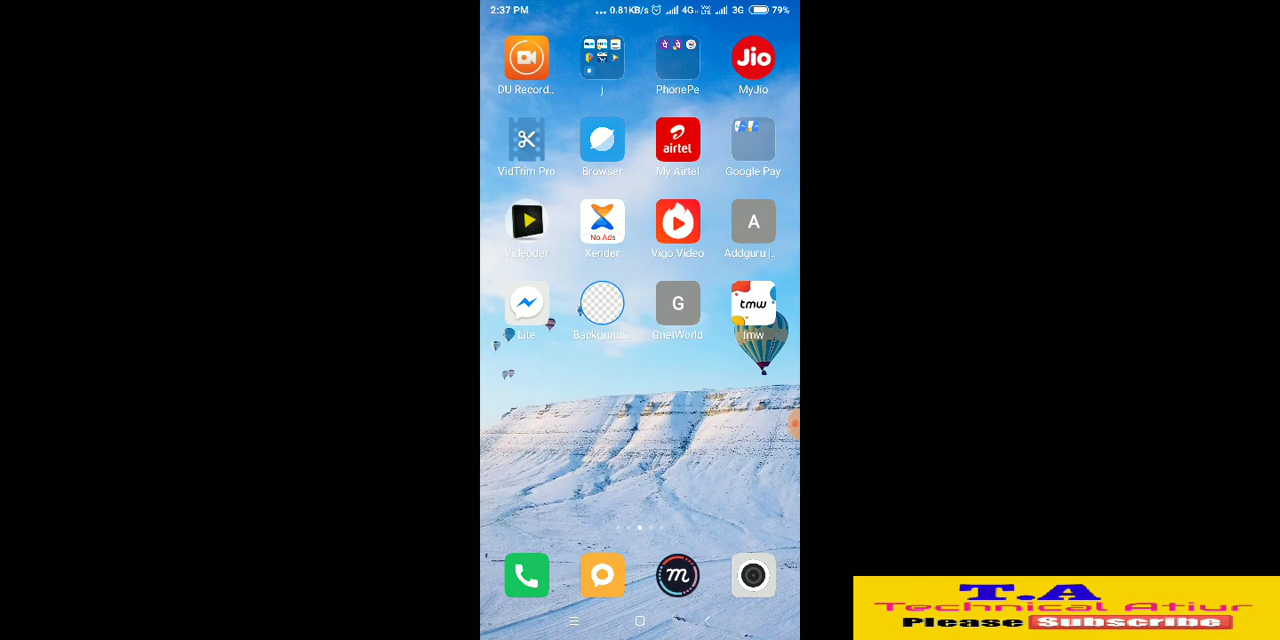 2:37 PM ... 0.81KB/s 4G VoLTE 3G 79%
DU Record.. j PhonePe MyJio
Jio
VidTrim Pro Browser My Airtel Google Pay
airtel
Videoder Xender Vigo Video Addguru |..
No Ads
A
Lite Backgroun.. GnetWorld tmw
G
tmw
m
T.A
Technical Atiur
Please Subscribe